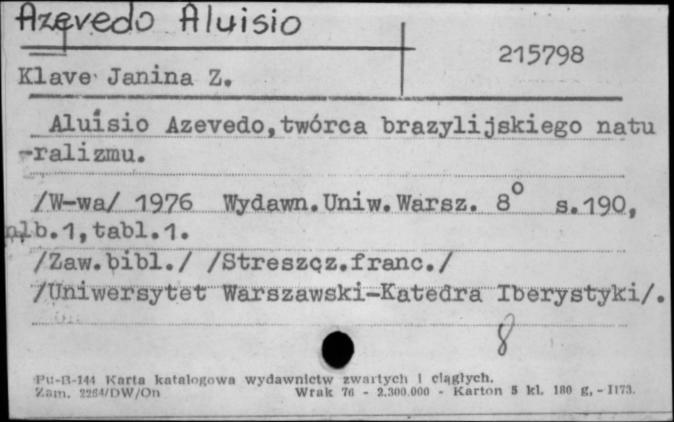 Azevedo Aluisio
215798
Klave Janina Z.
Aluisio Azevedo,twórca brazylijskiego natu
-ralizmu.
/W-wa/ 1976 Wydawn.Uniw.Warsz. 8° s.190,
nlb.1,tabl.1.
/Zaw.bibl./ /Streszcz.franc./
/Uniwersytet Warszawski-Katedra Iberystyki/.
8
Pu-B-144 Karta katalogowa wydawnictw zwartych i ciągłych.
Zam. 2264/DW/On Wrak 76 - 2.300.000 - Karton 5 kl. 180 g. - 1173.